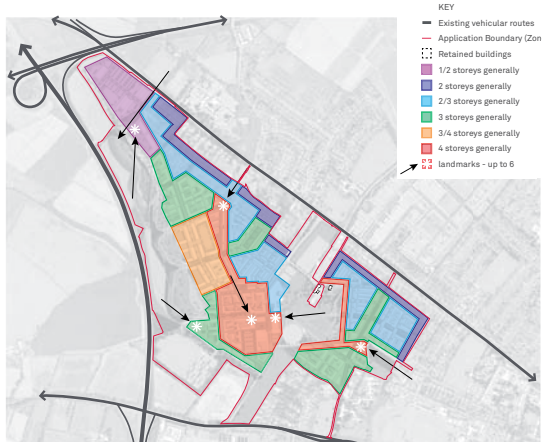 KEY
Existing vehicular routes
Application Boundary (Zon
Retained buildings
1/2 storeys generally
2 storeys generally
2/3 storeys generally
3 storeys generally
3/4 storeys generally
4 storeys generally
landmarks - up to 6